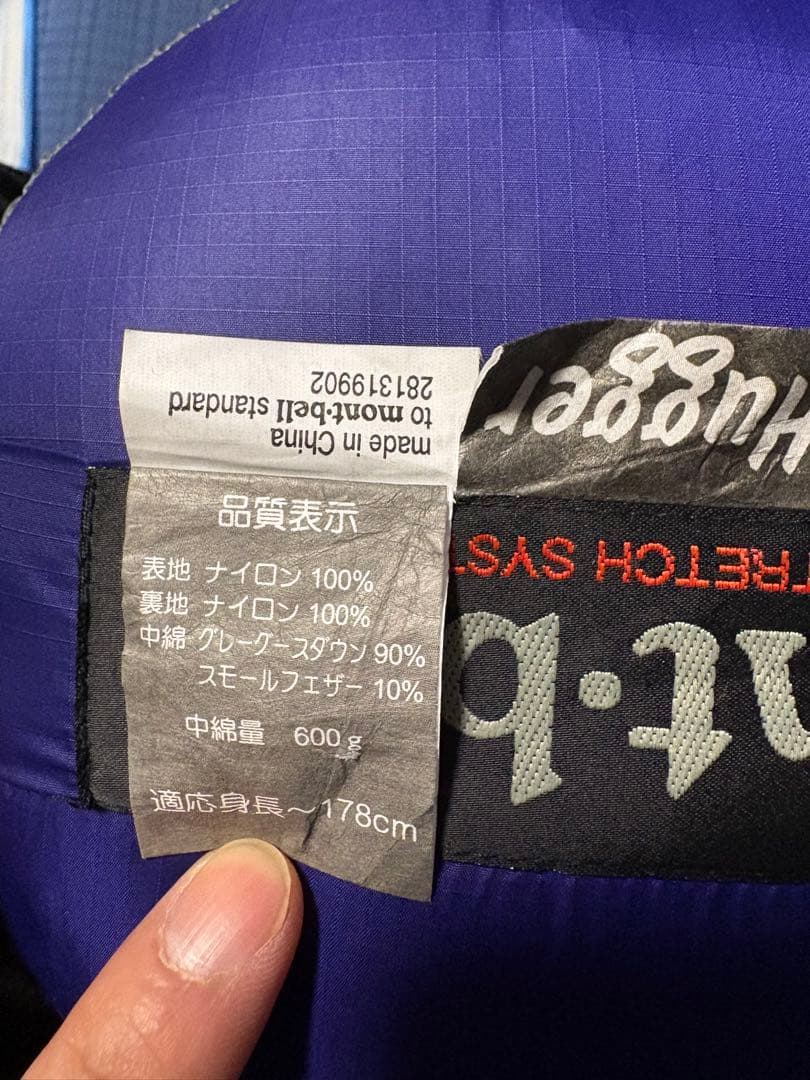 made in China
to mont·bell standard
281319902
品質表示
表地 ナイロン 100%
裏地 ナイロン 100%
中綿 グレーグースダウン 90%
スモールフェザー 10%
中綿量 600g
適応身長～178cm
Hugger